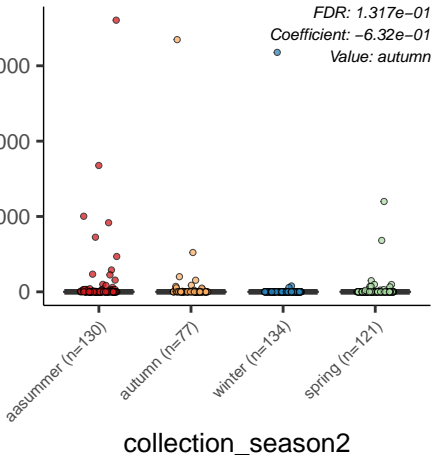 FDR: 1.317e−01
Coefficient: −6.32e−01
Value: autumn
000
000
000
0
aasummer (n=130)
autumn (n=77)
winter (n=134)
spring (n=121)
collection_season2